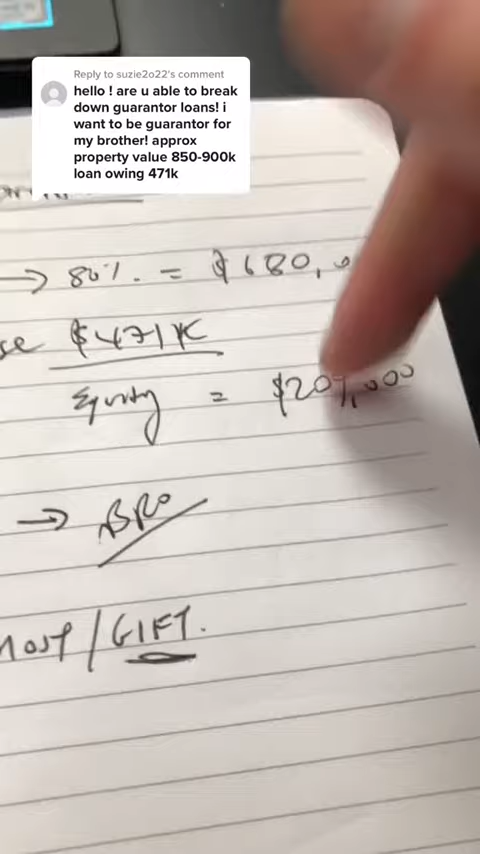 Reply to suzie2o22's comment
hello ! are u able to break
down guarantor loans! i
want to be guarantor for
my brother! approx
property value 850-900k
loan owing 471k
→ 80% = $680,
$471K
Equity = $209,000
→ BRO
/ GIFT.